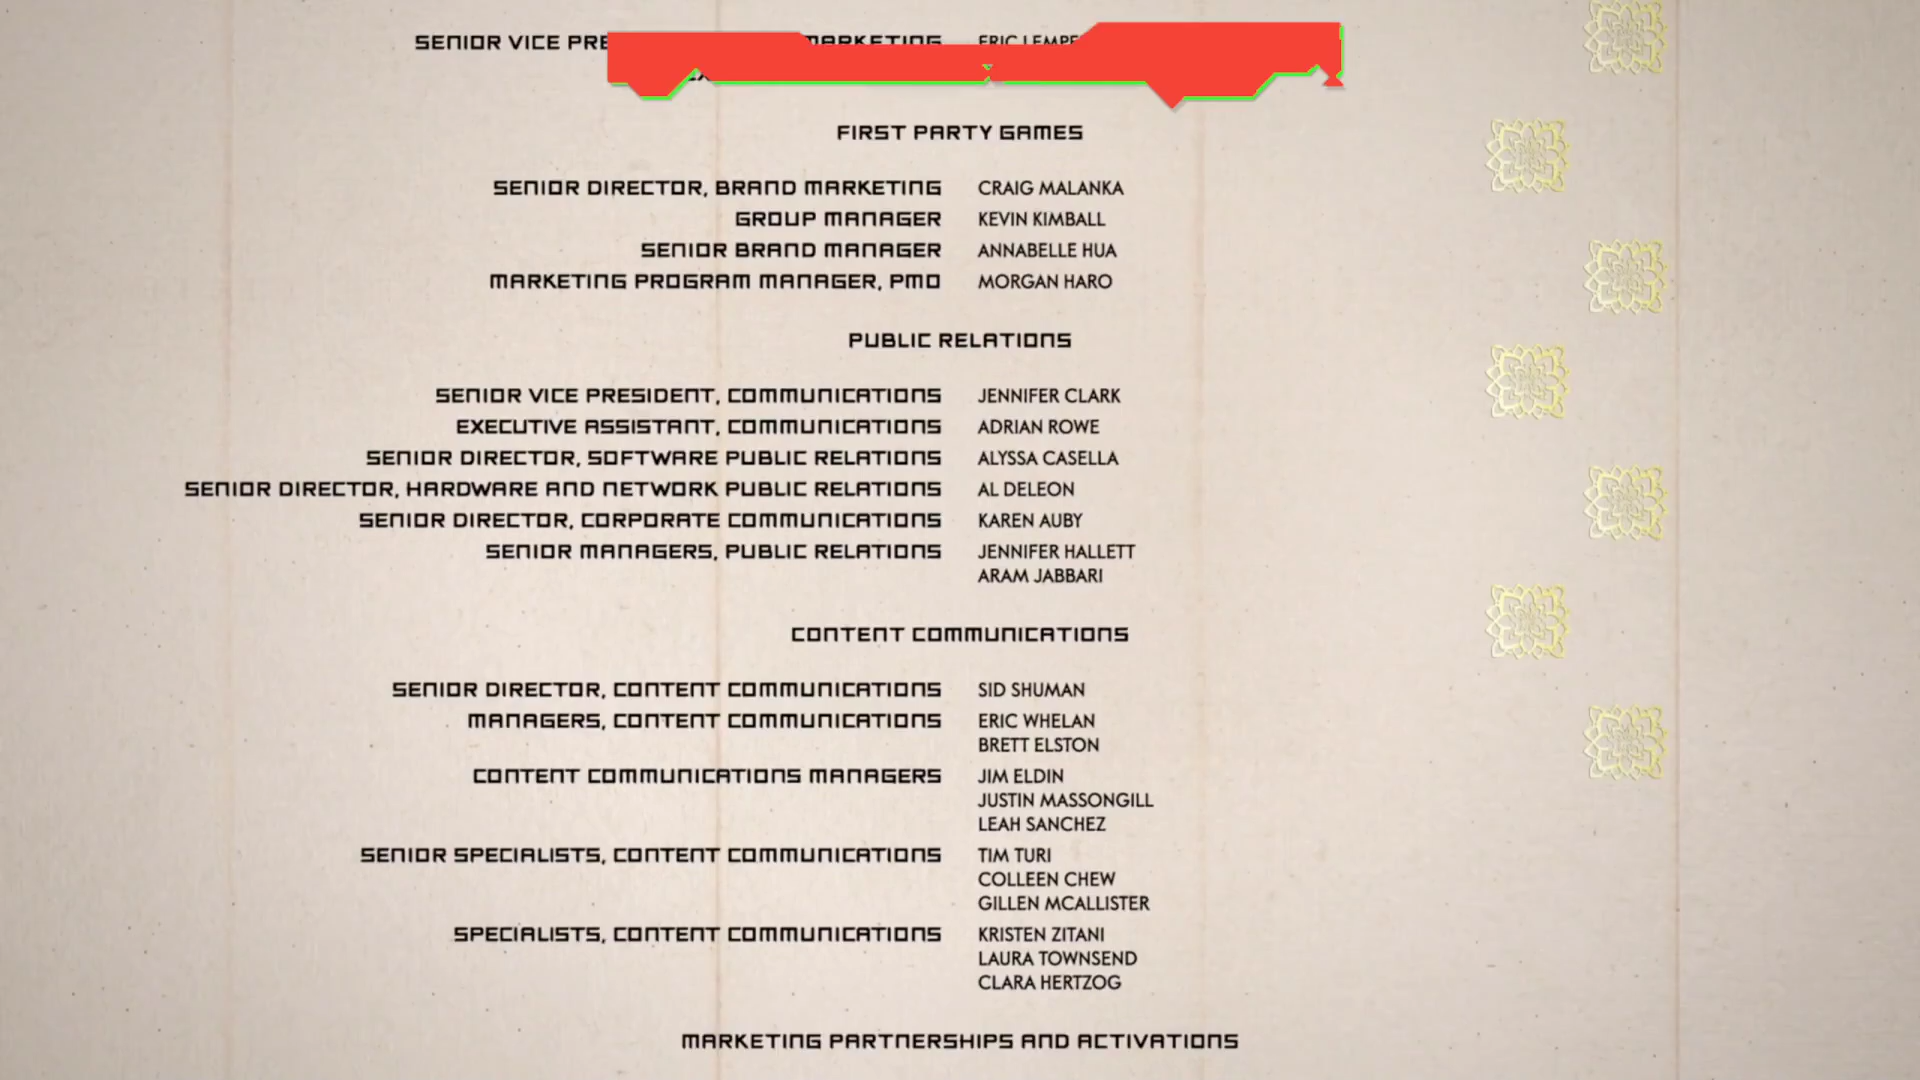 SENIOR VICE MARKETING ERIC
FIRST PARTY GAMES
SENIOR DIRECTOR, BRAND MARKETING CRAIG MALANKA
GROUP MANAGER KEVIN KIMBALL
SENIOR BRAND MANAGER ANNABELLE HUA
MARKETING PROGRAM MANAGER, PMO MORGAN HARO
PUBLIC RELATIONS
SENIOR VICE PRESIDENT, COMMUNICATIONS JENNIFER CLARK
EXECUTIVE ASSISTANT, COMMUNICATIONS ADRIAN ROWE
SENIOR DIRECTOR, SOFTWARE PUBLIC RELATIONS ALYSSA CASELLA
SENIOR DIRECTOR, HARDWARE AND NETWORK PUBLIC RELATIONS AL DELEON
SENIOR DIRECTOR, CORPORATE COMMUNICATIONS KAREN AUBY
SENIOR MANAGERS, PUBLIC RELATIONS JENNIFER HALLETT
ARAM JABBARI
CONTENT COMMUNICATIONS
SENIOR DIRECTOR, CONTENT COMMUNICATIONS SID SHUMAN
MANAGERS, CONTENT COMMUNICATIONS ERIC WHELAN
BRETT ELSTON
CONTENT COMMUNICATIONS MANAGERS JIM ELDIN
JUSTIN MASSONGILL
LEAH SANCHEZ
SENIOR SPECIALISTS, CONTENT COMMUNICATIONS TIM TURI
COLLEEN CHEW
GILLEN MCALLISTER
SPECIALISTS, CONTENT COMMUNICATIONS KRISTEN ZITANI
LAURA TOWNSEND
CLARA HERTZOG
MARKETING PARTNERSHIPS AND ACTIVATIONS